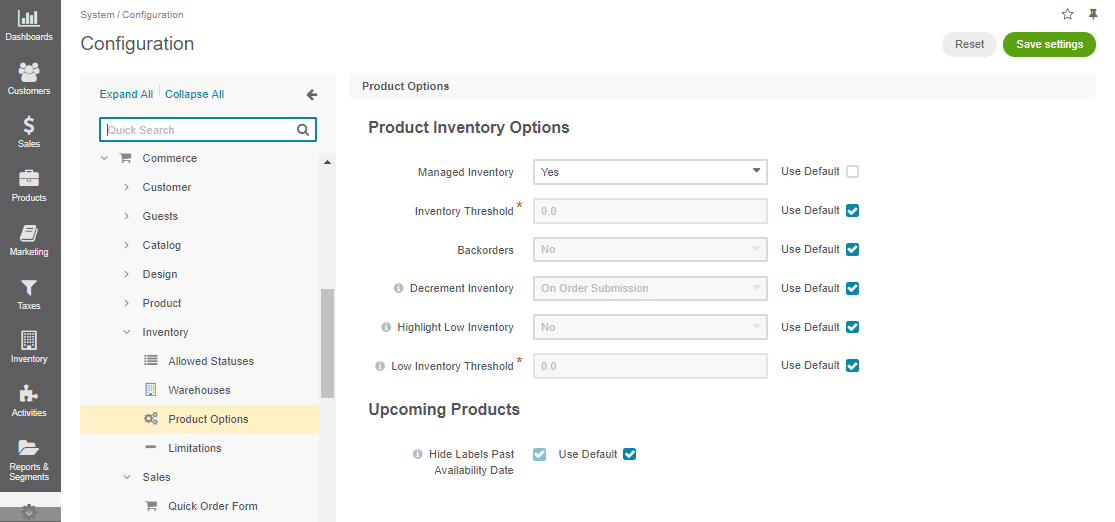 Dashboards
Customers
Sales
Products
Marketing
Taxes
Inventory
Activities
Reports &
Segments
System / Configuration
Configuration
Reset
Save settings
Expand All
Collapse All
Quick Search
Commerce
Customer
Guests
Catalog
Design
Product
Inventory
Allowed Statuses
Warehouses
Product Options
Limitations
Sales
Quick Order Form
Product Options
Product Inventory Options
Managed Inventory Yes Use Default
Inventory Threshold * 0.0 Use Default
Backorders No Use Default
Decrement Inventory On Order Submission Use Default
Highlight Low Inventory No Use Default
Low Inventory Threshold * 0.0 Use Default
Upcoming Products
Hide Labels Past Use Default
Availability Date